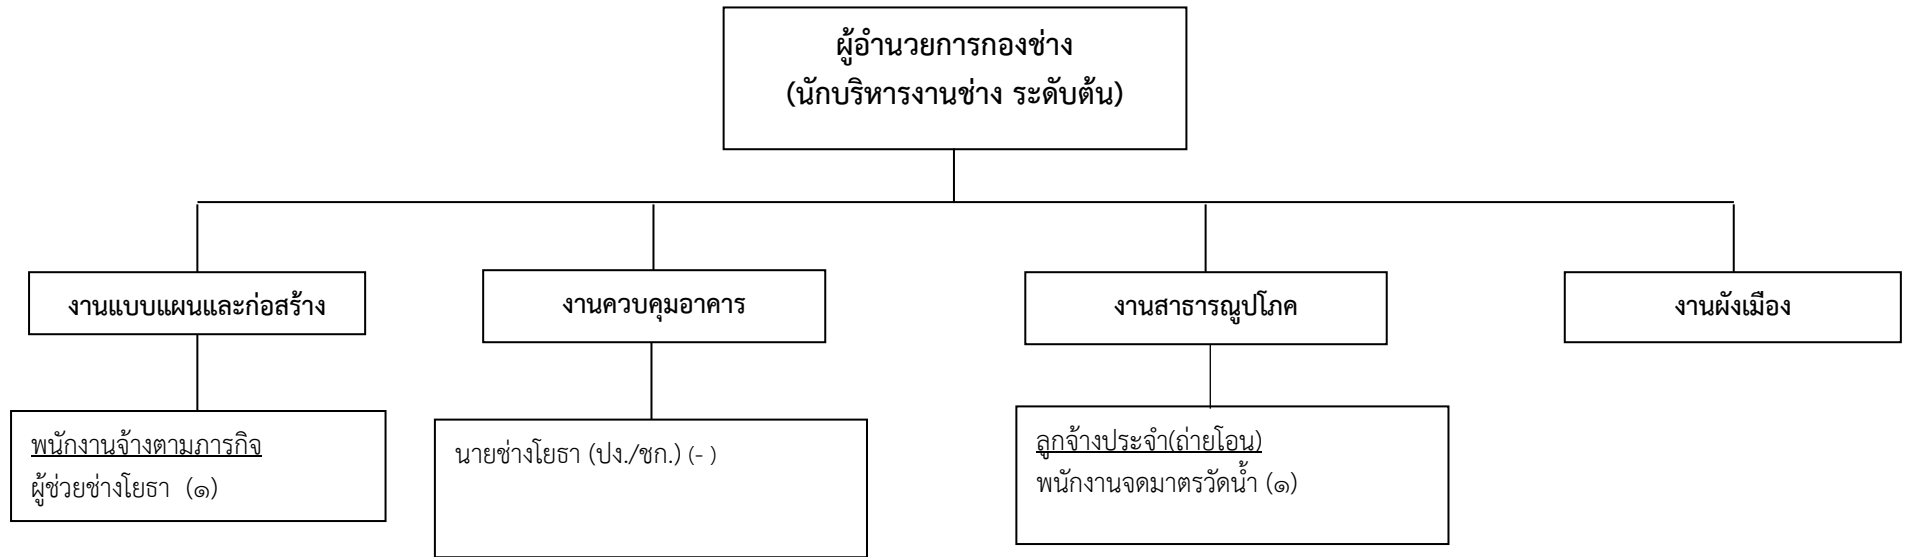 ผู้อำนวยการกองช่าง
(นักบริหารงานช่าง ระดับต้น)
งานแบบแผนและก่อสร้าง
งานควบคุมอาคาร
งานสาธารณูปโภค
งานผังเมือง
พนักงานจ้างตามภารกิจ
ผู้ช่วยช่างโยธา (๑)
นายช่างโยธา (ปง./ชก.) (- )
ลูกจ้างประจำ(ถ่ายโอน)
พนักงานจดมาตรวัดน้ำ (๑)